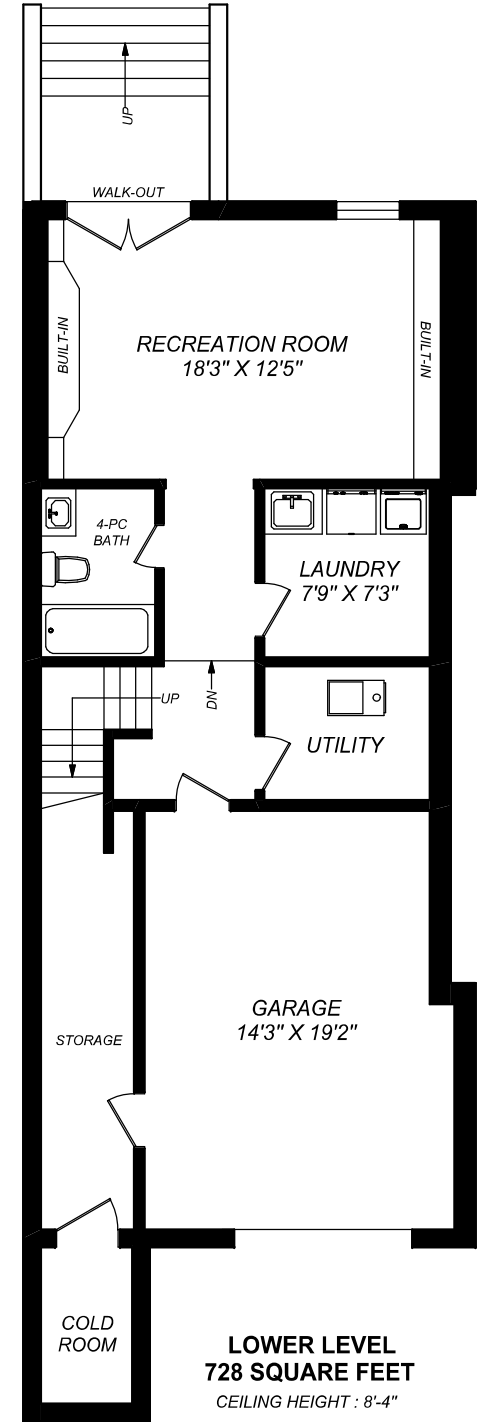 UP
WALK-OUT
BUILT-IN
RECREATION ROOM
18'3" X 12'5"
BUILT-IN
4-PC
BATH
LAUNDRY
7'9" X 7'3"
UP
DN
UTILITY
GARAGE
14'3" X 19'2"
STORAGE
COLD
ROOM
LOWER LEVEL
728 SQUARE FEET
CEILING HEIGHT : 8'-4"